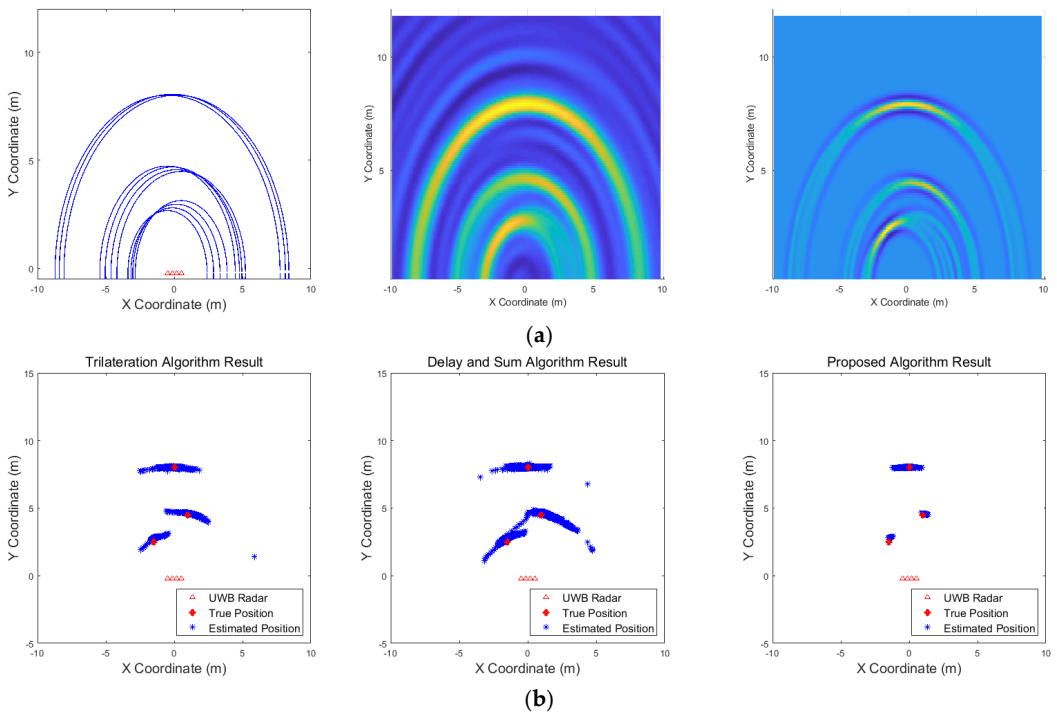 10
5
0
-10
-5
0
5
10
Y Coordinate (m)
X Coordinate (m)
10
5
-10
-5
0
5
10
Y Coordinate (m)
X Coordinate (m)
10
5
-10
-5
0
5
10
Y Coordinate (m)
X Coordinate (m)
(a)
Trilateration Algorithm Result
15
10
5
0
-5
-10
-5
0
5
10
Y Coordinate (m)
X Coordinate (m)
UWB Radar
True Position
Estimated Position
Delay and Sum Algorithm Result
15
10
5
0
-5
-10
-5
0
5
10
Y Coordinate (m)
X Coordinate (m)
UWB Radar
True Position
Estimated Position
Proposed Algorithm Result
15
10
5
0
-5
-10
-5
0
5
10
Y Coordinate (m)
X Coordinate (m)
UWB Radar
True Position
Estimated Position
(b)